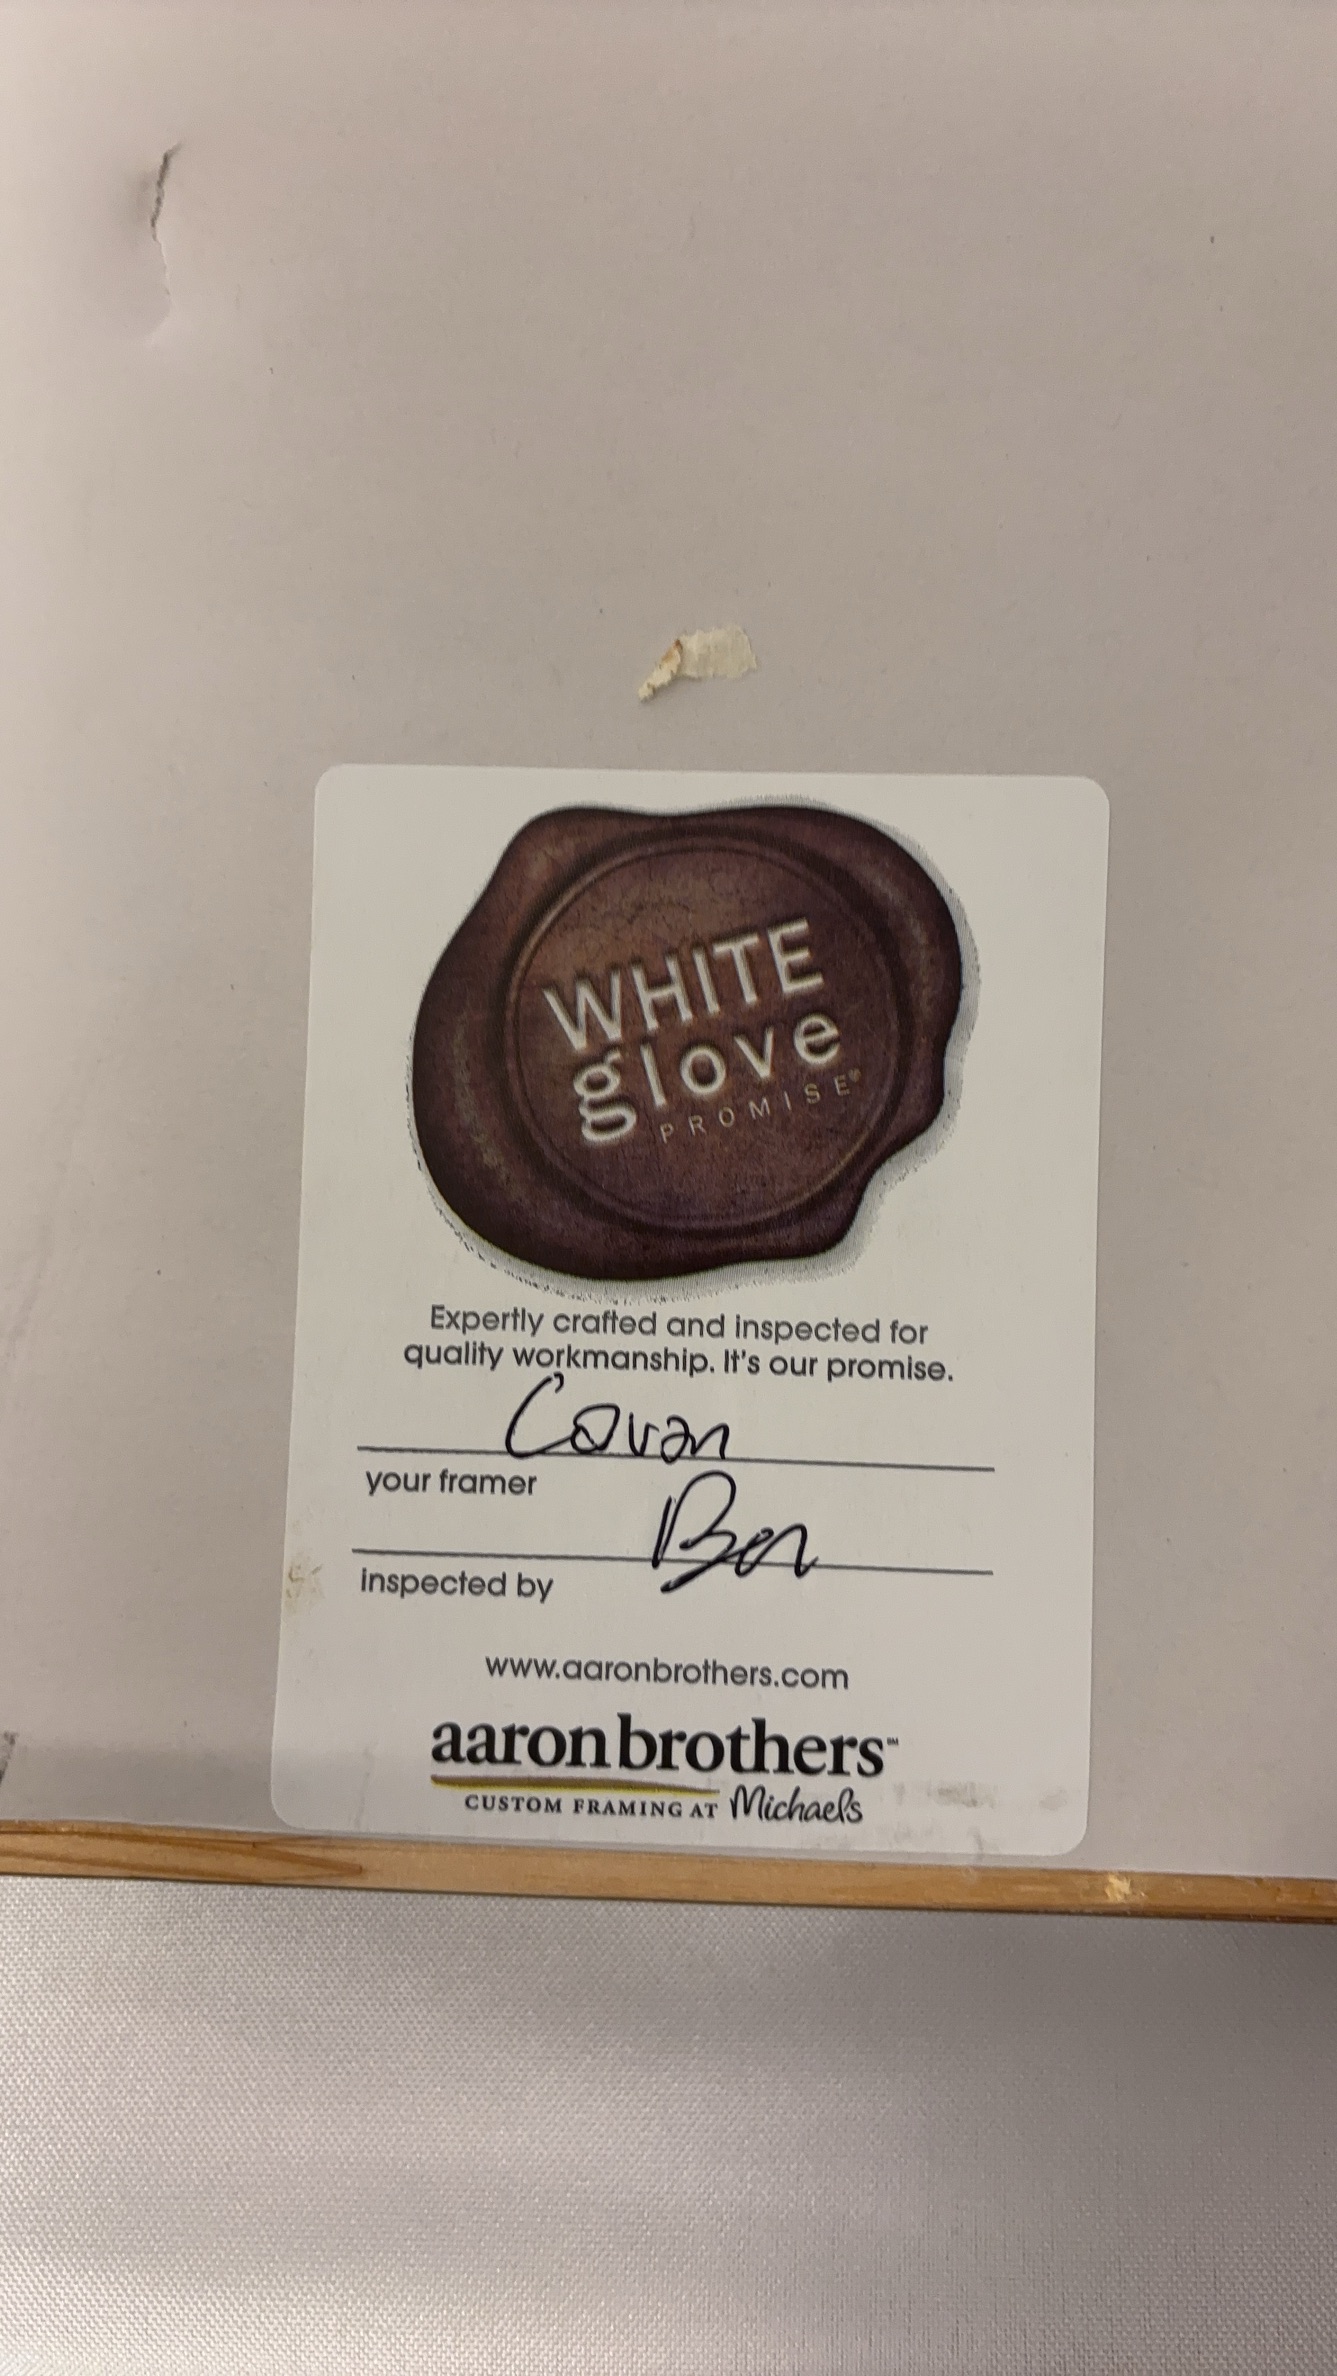 WHITE
glove
PROMISE®
Expertly crafted and inspected for
quality workmanship. It's our promise.
Cavan
your framer
Ben
inspected by
www.aaronbrothers.com
aaronbrothers™
CUSTOM FRAMING AT Michaels